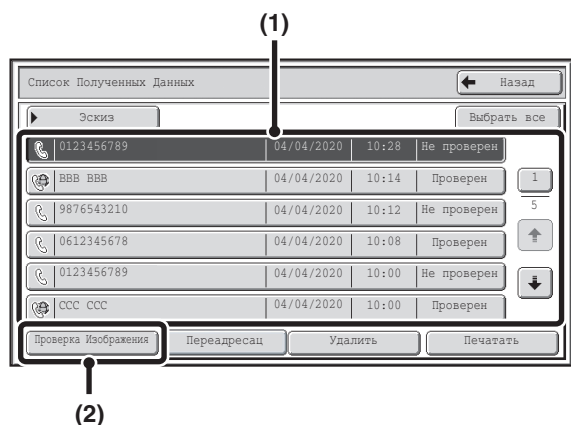 (1)
Список Полученных Данных
Назад
Эскиз
Выбрать все
0123456789 04/04/2020 10:28 Не проверен
BBB BBB 04/04/2020 10:14 Проверен
1
9876543210 04/04/2020 10:12 Не проверен
5
0612345678 04/04/2020 10:08 Проверен
0123456789 04/04/2020 10:00 Не проверен
CCC CCC 04/04/2020 10:00 Проверен
Проверка Изображения
Переадресац
Удалить
Печатать
(2)